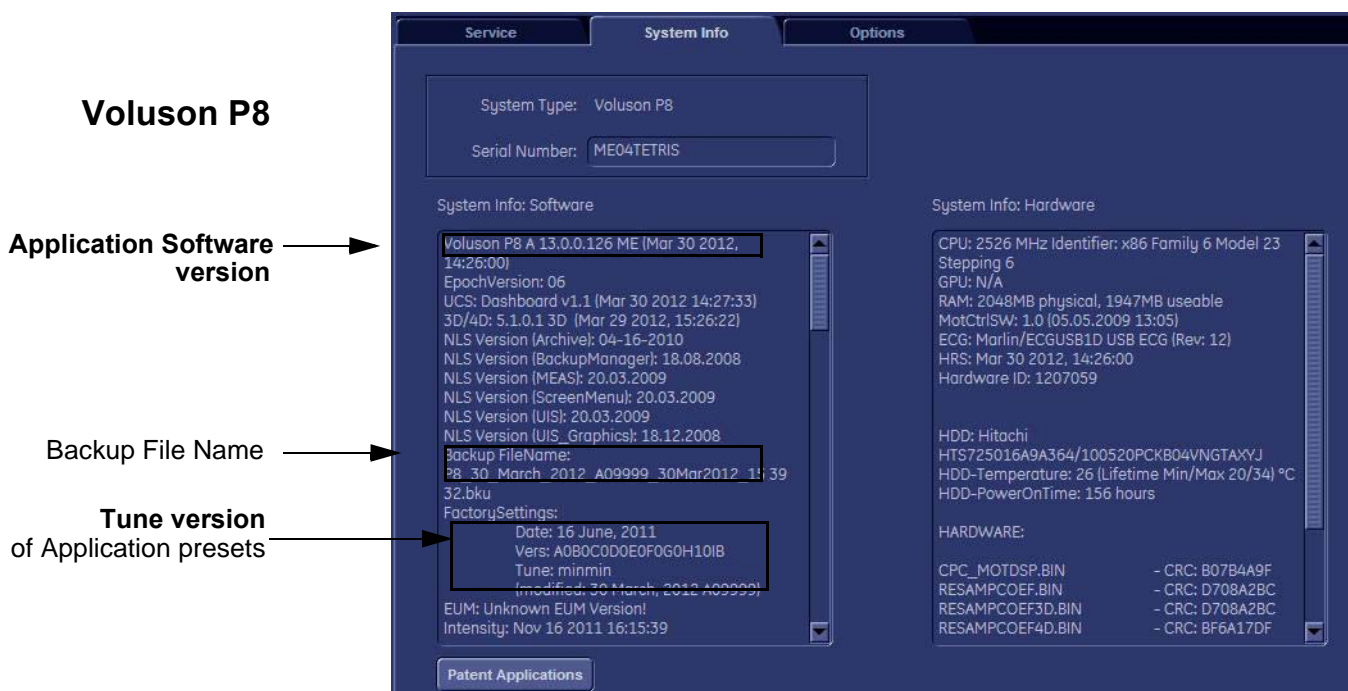 Service
System Info
Options
Voluson P8
System Type: Voluson P8
Serial Number: ME04TETRIS
Application Software
version
Backup File Name
Tune version
of Application presets
System Info: Software
Voluson P8 A 13.0.0.126 ME (Mar 30 2012,
14:26:00)
EpochVersion: 06
UCS: Dashboard v1.1 (Mar 30 2012 14:27:33)
3D/4D: 5.1.0.1 3D (Mar 29 2012, 15:26:22)
NLS Version (Archive): 04-16-2010
NLS Version (BackupManager): 18.08.2008
NLS Version (MEAS): 20.03.2009
NLS Version (ScreenMenu): 20.03.2009
NLS Version (UIS): 20.03.2009
NLS Version (UIS_Graphics): 18.12.2008
Backup FileName:
P8_30_March_2012_A09999_30Mar2012_15 39
32.bku
FactorySettings:
Date: 16 June, 2011
Vers: A0B0C0D0E0F0G0H10IB
Tune: minmin
(modified: 30 March, 2012 A09999)
EUM: Unknown EUM Version!
Intensity: Nov 16 2011 16:15:39
System Info: Hardware
CPU: 2526 MHz Identifier: x86 Family 6 Model 23
Stepping 6
GPU: N/A
RAM: 2048MB physical, 1947MB useable
MotCtrlSW: 1.0 (05.05.2009 13:05)
ECG: Marlin/ECGUSB1D USB ECG (Rev: 12)
HRS: Mar 30 2012, 14:26:00
Hardware ID: 1207059
HDD: Hitachi
HTS725016A9A364/100520PCKB04VNGTAXYJ
HDD-Temperature: 26 (Lifetime Min/Max 20/34) °C
HDD-PowerOnTime: 156 hours
HARDWARE:
CPC_MOTDSP.BIN - CRC: B07B4A9F
RESAMPCOEF.BIN - CRC: D708A2BC
RESAMPCOEF3D.BIN - CRC: D708A2BC
RESAMPCOEF4D.BIN - CRC: BF6A17DF
Patent Applications